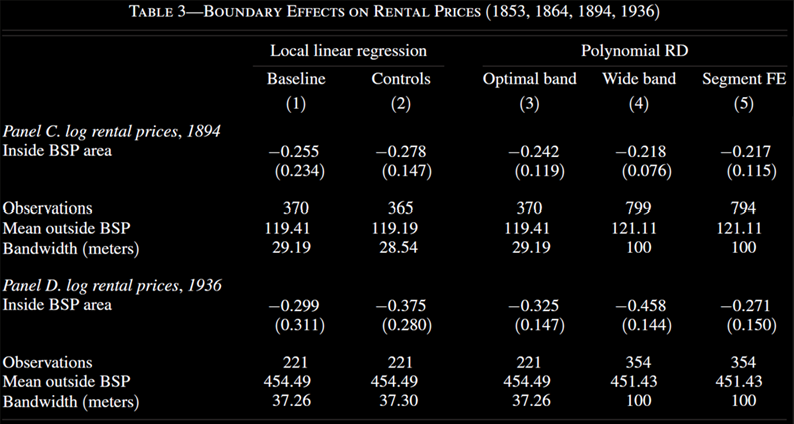 TABLE 3—BOUNDARY EFFECTS ON RENTAL PRICES (1853, 1864, 1894, 1936)
Local linear regression Polynomial RD
Baseline Controls Optimal band Wide band Segment FE
(1) (2) (3) (4) (5)
Panel C. log rental prices, 1894
Inside BSP area −0.255 −0.278 −0.242 −0.218 −0.217
(0.234) (0.147) (0.119) (0.076) (0.115)
Observations 370 365 370 799 794
Mean outside BSP 119.41 119.19 119.41 121.11 121.11
Bandwidth (meters) 29.19 28.54 29.19 100 100
Panel D. log rental prices, 1936
Inside BSP area −0.299 −0.375 −0.325 −0.458 −0.271
(0.311) (0.280) (0.147) (0.144) (0.150)
Observations 221 221 221 354 354
Mean outside BSP 454.49 454.49 454.49 451.43 451.43
Bandwidth (meters) 37.26 37.30 37.26 100 100